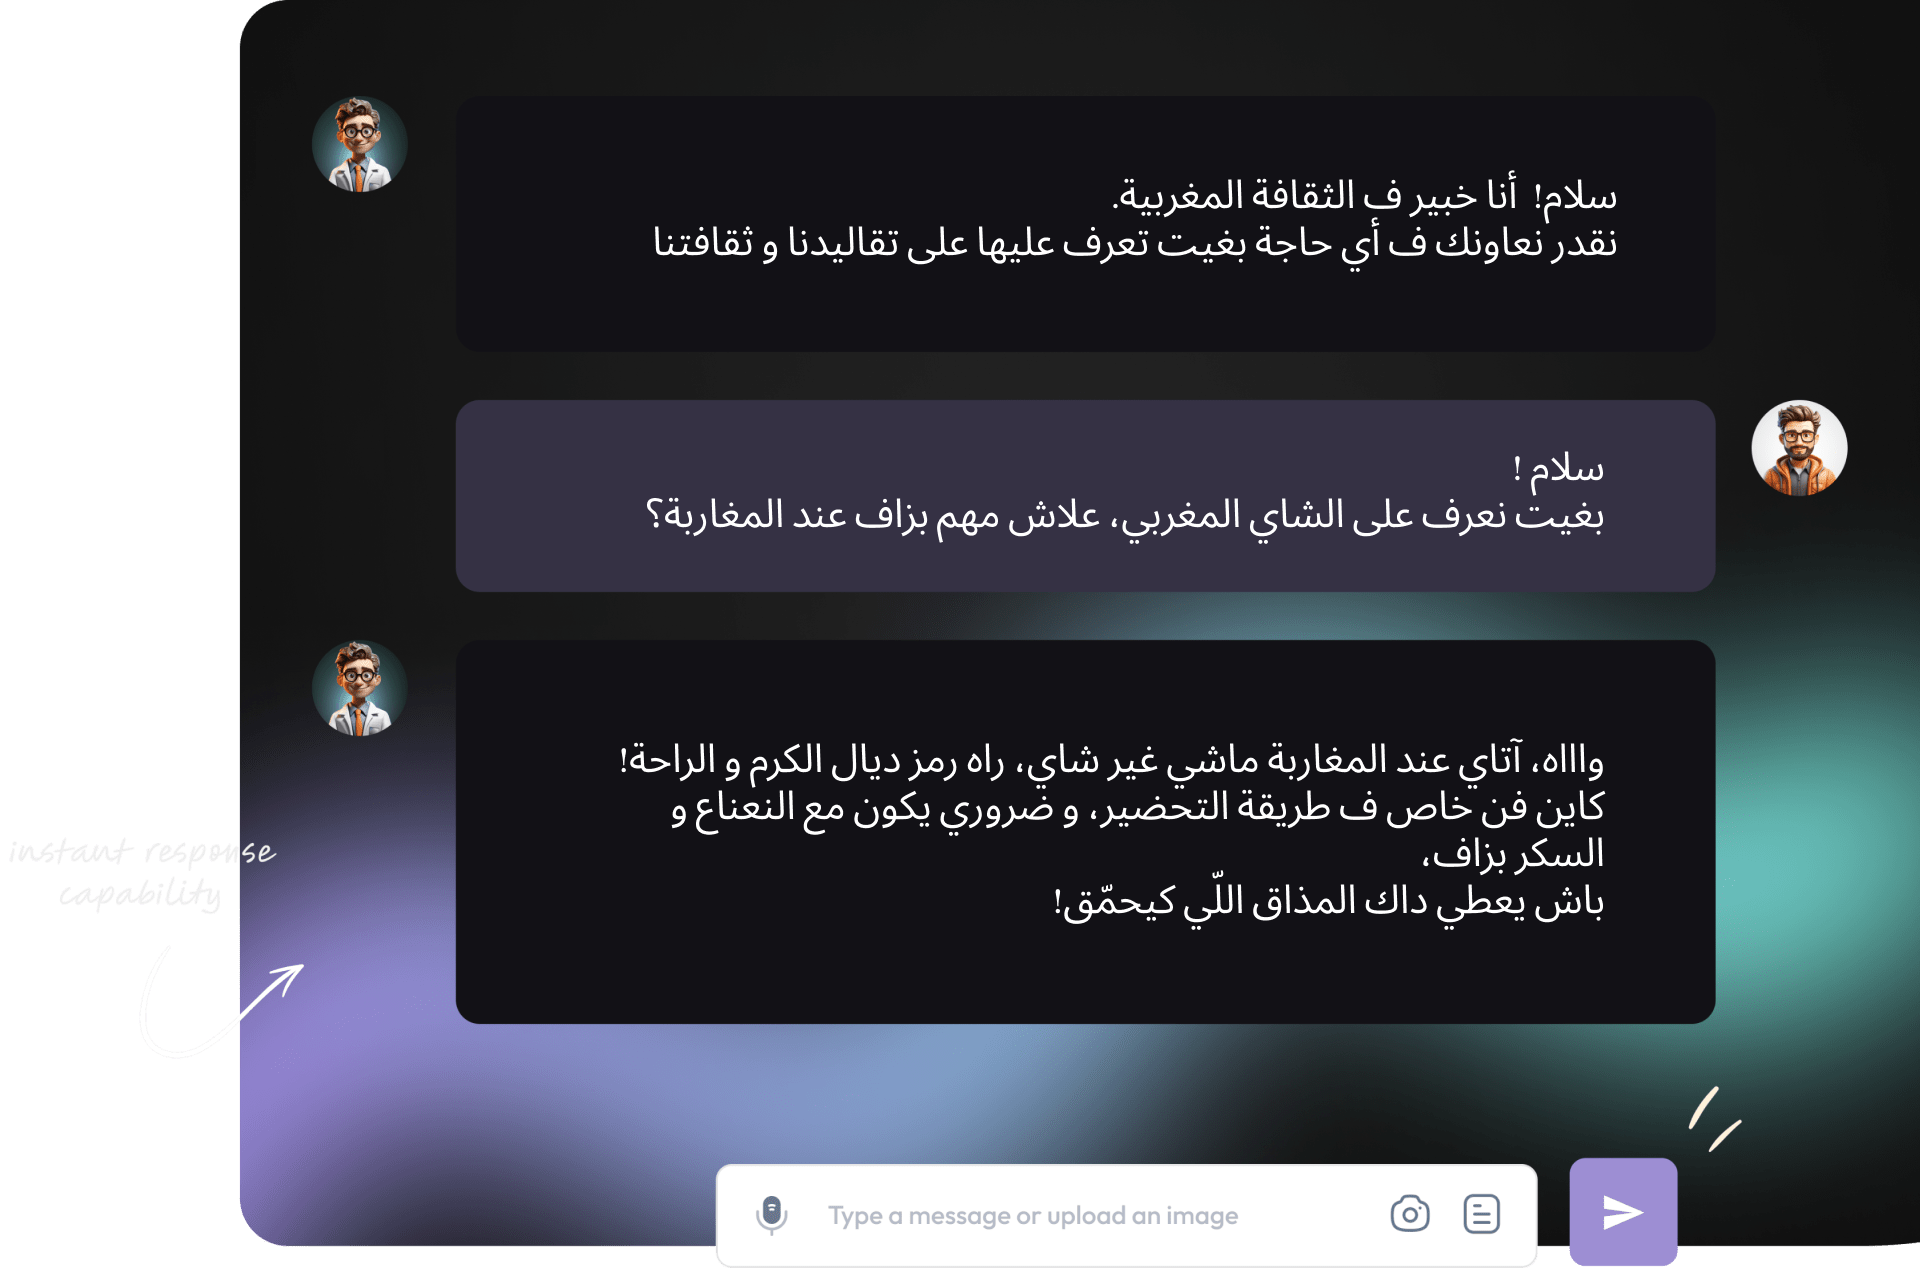 سلام! أنا خبير ف الثقافة المغربية.
نقدر نعاونك ف أي حاجة بغيت تعرف عليها على تقاليدنا و ثقافتنا
سلام !
بغيت نعرف على الشاي المغربي، علاش مهم بزاف عند المغاربة؟
واااه، آتاي عند المغاربة ماشي غير شاي، راه رمز ديال الكرم و الراحة!
كاين فن خاص ف طريقة التحضير، و ضروري يكون مع النعناع و
السكر بزاف،
باش يعطي داك المذاق اللّي كيحمّق!
instant response
capability
Type a message or upload an image